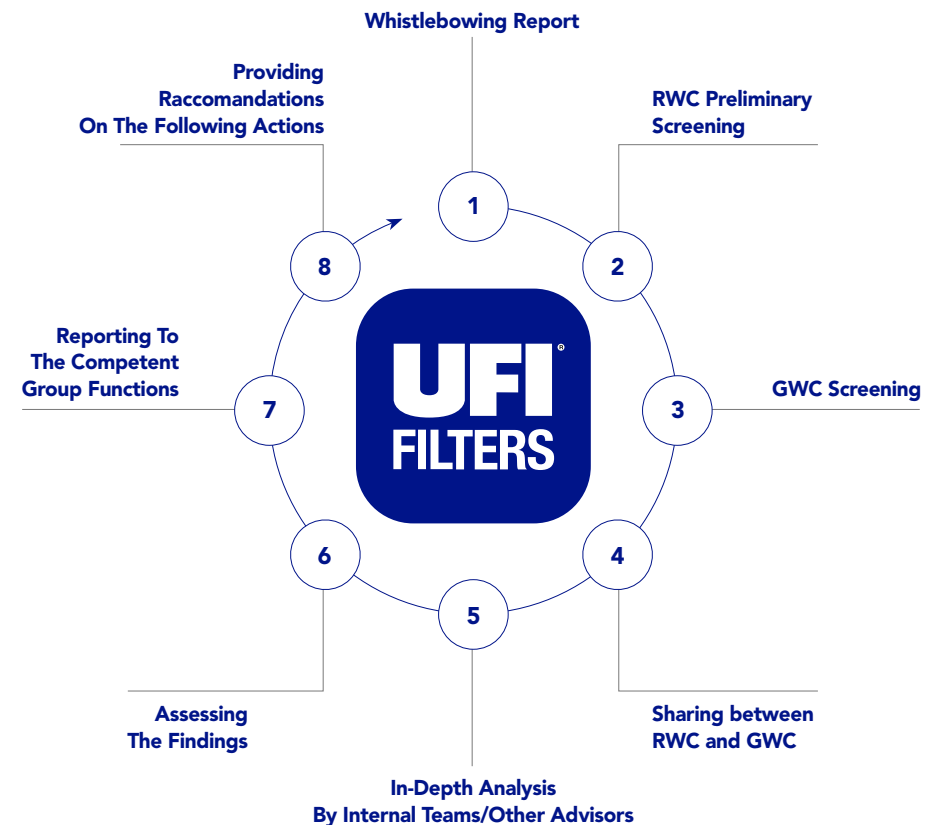 Whistlebowing Report
1
RWC Preliminary
Screening
2
GWC Screening
3
Sharing between
RWC and GWC
4
In-Depth Analysis
By Internal Teams/Other Advisors
5
Assessing
The Findings
6
Reporting To
The Competent
Group Functions
7
Providing
Raccomandations
On The Following Actions
8
UFI®
FILTERS